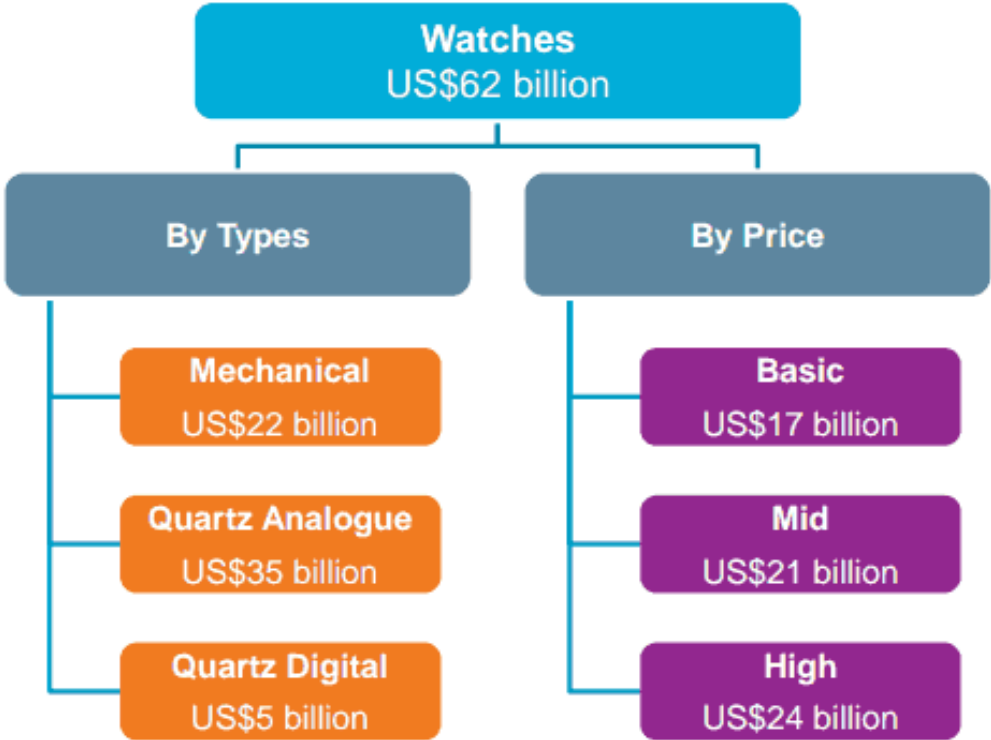 Watches
US$62 billion
By Types
By Price
Mechanical
US$22 billion
Quartz Analogue
US$35 billion
Quartz Digital
US$5 billion
Basic
US$17 billion
Mid
US$21 billion
High
US$24 billion